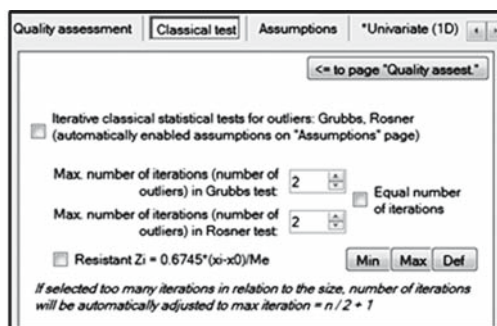 Quality assessment Classical test Assumptions *Univariate (1D)
<= to page "Quality assest."
Iterative classical statistical tests for outliers: Grubbs, Rosner
(automatically enabled assumptions on "Assumptions" page)
Max. number of iterations (number of
outliers) in Grubbs test: 2
Equal number
of iterations
Max. number of iterations (number of
outliers) in Rosner test: 2
Resistant Zi = 0.6745*(xi-x0)/Me Min Max Def
If selected too many iterations in relation to the size, number of iterations
will be automatically adjusted to max iteration = n / 2 + 1